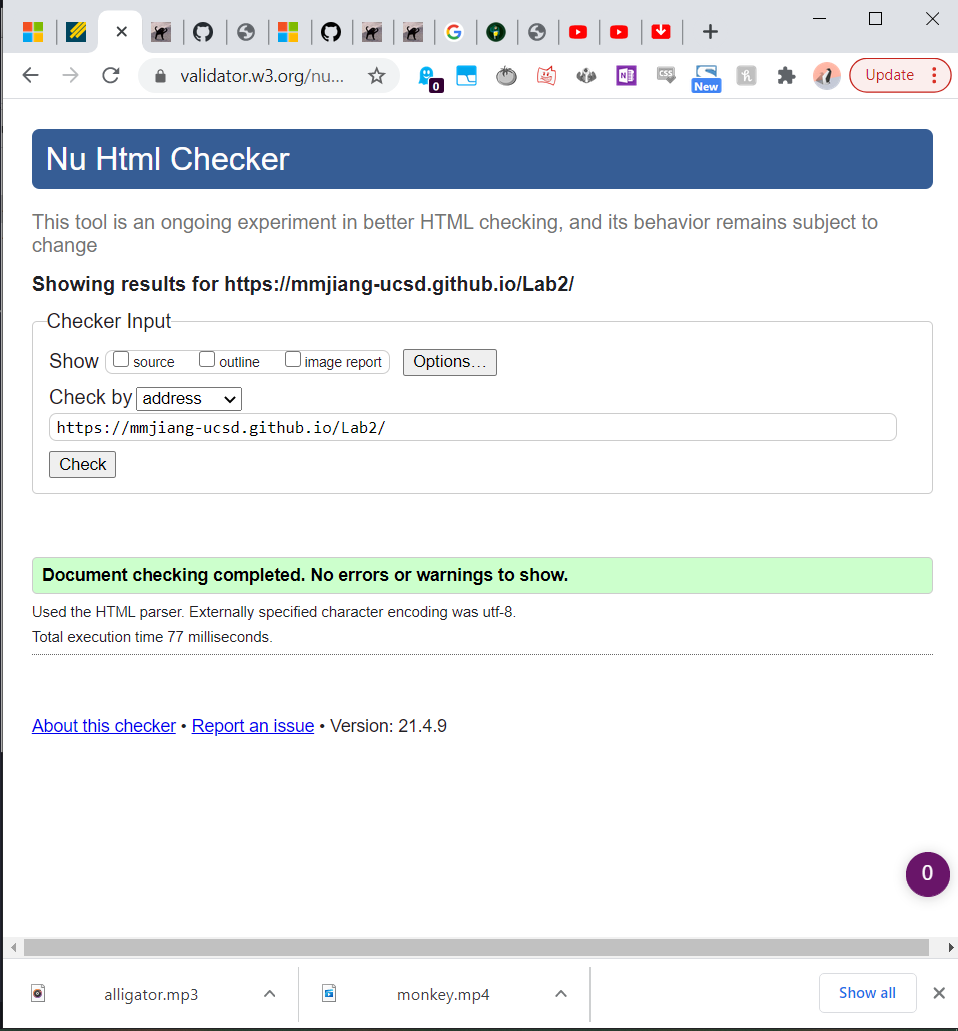 validator.w3.org/nu...
0
New
Update
Nu Html Checker
This tool is an ongoing experiment in better HTML checking, and its behavior remains subject to
change
Showing results for https://mmjiang-ucsd.github.io/Lab2/
Checker Input
Show source outline image report Options...
Check by address
https://mmjiang-ucsd.github.io/Lab2/
Check
Document checking completed. No errors or warnings to show.
Used the HTML parser. Externally specified character encoding was utf-8.
Total execution time 77 milliseconds.
About this checker • Report an issue • Version: 21.4.9
0
alligator.mp3
monkey.mp4
Show all